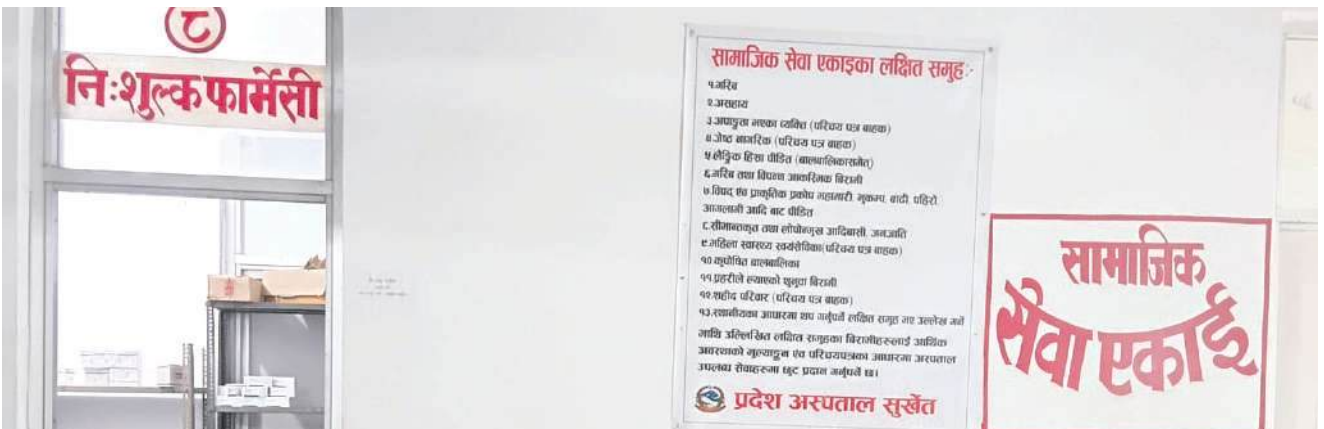 ८
निःशुल्क फार्मेसी
सामाजिक सेवा एकाइका लक्षित समुहः-
१.गरिब
२.असहाय
३.अपाङ्गता भएका व्यक्ति (परिचय पत्र बाहक)
४.जेष्ठ नागरिक (परिचय पत्र बाहक)
५.लैङ्गिक हिंसा पीडित (बालबालिकासमेत)
६.गरिब तथा विपन्न आकस्मिक बिरामी
७.विपद् एंव प्राकृतिक प्रकोप महामारी, भुकम्प, बाढी, पहिरो,
आगलागी आदि बाट पीडित
८.सीमान्तकृत तथा लोपोन्मुख आदिबासी, जनजाति
९.महिला स्वास्थ्य स्वयंसेविका(परिचय पत्र बाहक)
१०.कुपोषित बालबालिका
११.प्रहरीले ल्याएको थुनुवा बिरामी
१२.शहीद परिवार (परिचय पत्र बाहक)
१३.स्थानीयका आधारमा थप गर्नुपर्ने लक्षित समुह भए उल्लेख गर्ने
माथि उल्लिखित लक्षित समुहका बिरामीहरुलाई आर्थिक
अवस्थाको मुल्याङ्कन एंव परिचयपत्रका आधारमा अस्पताल
उपलब्ध सेवाहरुमा छुट प्रदान गर्नुपर्ने छ।
प्रदेश अस्पताल सुर्खेत
सामाजिक
सेवा एकाई